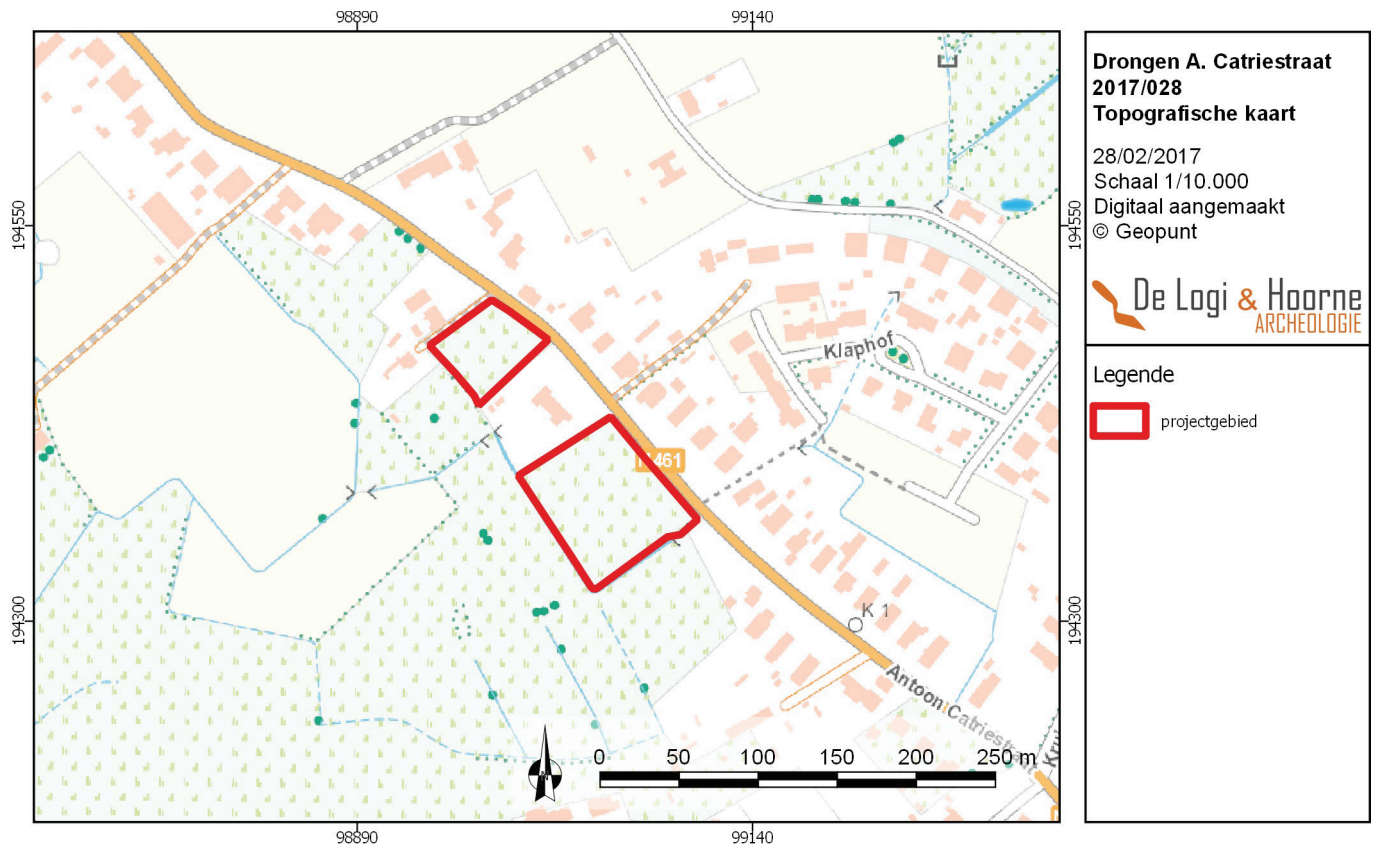 98890
99140
194550
194550
194300
194300
98890
99140
Klaphof
461
K 1
Antoon Catriestraat
0 50 100 150 200 250 m
N
Drongen A. Catriestraat
2017/028
Topografische kaart
28/02/2017
Schaal 1/10.000
Digitaal aangemaakt
© Geopunt
De Logi & Hoorne
ARCHEOLOGIE
Legende
projectgebied